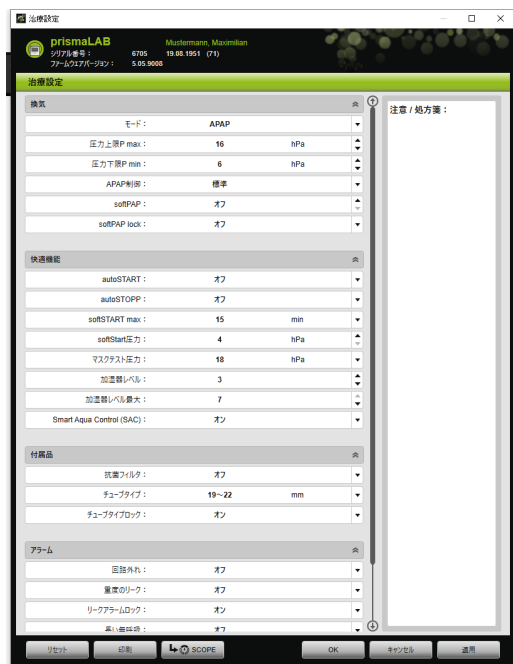 治療設定
prismaLAB Mustermann, Maximilian
シリアル番号： 6705 19.08.1951 (71)
ファームウエアバージョン： 5.05.9008
治療設定
換気
モード： APAP
圧力上限P max： 16 hPa
圧力下限P min： 6 hPa
APAP制御： 標準
softPAP： オフ
softPAP lock： オフ
快適機能
autoSTART： オフ
autoSTOPP： オフ
softSTART max： 15 min
softStart圧力： 4 hPa
マスクテスト圧力： 18 hPa
加湿器レベル： 3
加湿器レベル最大： 7
Smart Aqua Control (SAC)： オン
付属品
抗菌フィルタ： オフ
チューブタイプ： 19～22 mm
チューブタイプロック： オン
アラーム
回路外れ： オフ
重度のリーク： オフ
リークアラームロック： オン
長い無呼吸： オフ
注意 / 処方箋：
リセット 印刷 SCOPE OK キャンセル 適用